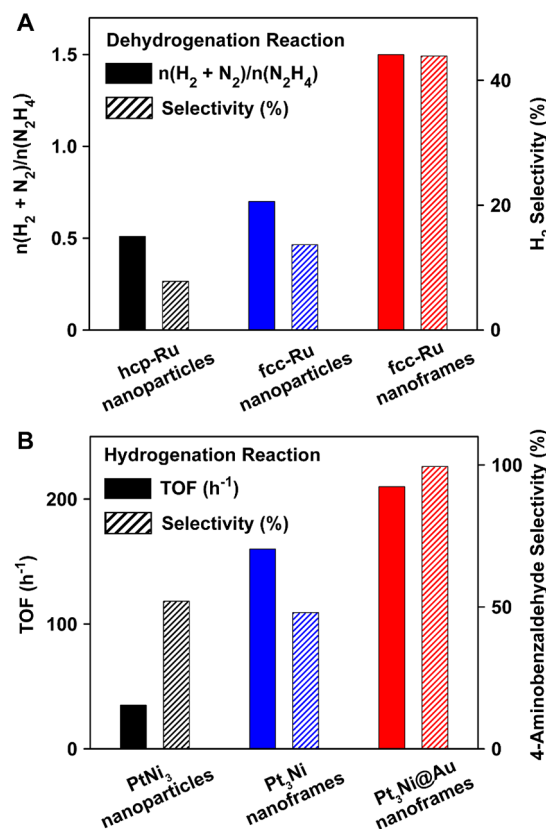 A
Dehydrogenation Reaction
n(H₂ + N₂)/n(N₂H₄)
Selectivity (%)
n(H₂ + N₂)/n(N₂H₄)
1.5
1.0
0.5
0
H₂ Selectivity (%)
40
20
0
hcp-Ru
nanoparticles
fcc-Ru
nanoparticles
fcc-Ru
nanoframes
B
Hydrogenation Reaction
TOF (h⁻¹)
Selectivity (%)
TOF (h⁻¹)
200
100
0
4-Aminobenzaldehyde Selectivity (%)
100
50
0
PtNi₃
nanoparticles
Pt₃Ni
nanoframes
Pt₃Ni@Au
nanoframes